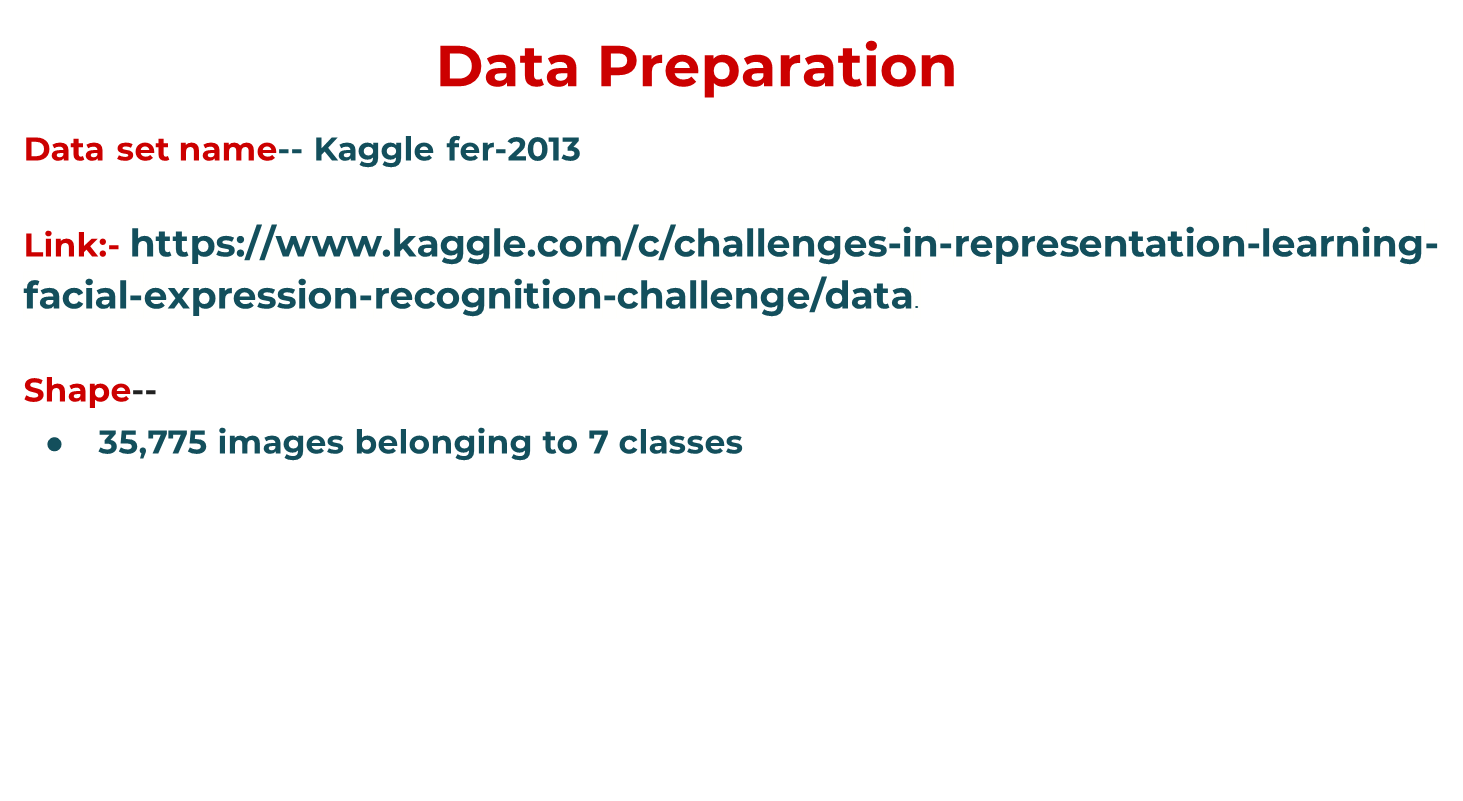 Data Preparation
Data set name-- Kaggle fer-2013
Link:- https://www.kaggle.com/c/challenges-in-representation-learning-
facial-expression-recognition-challenge/data.
Shape--
● 35,775 images belonging to 7 classes